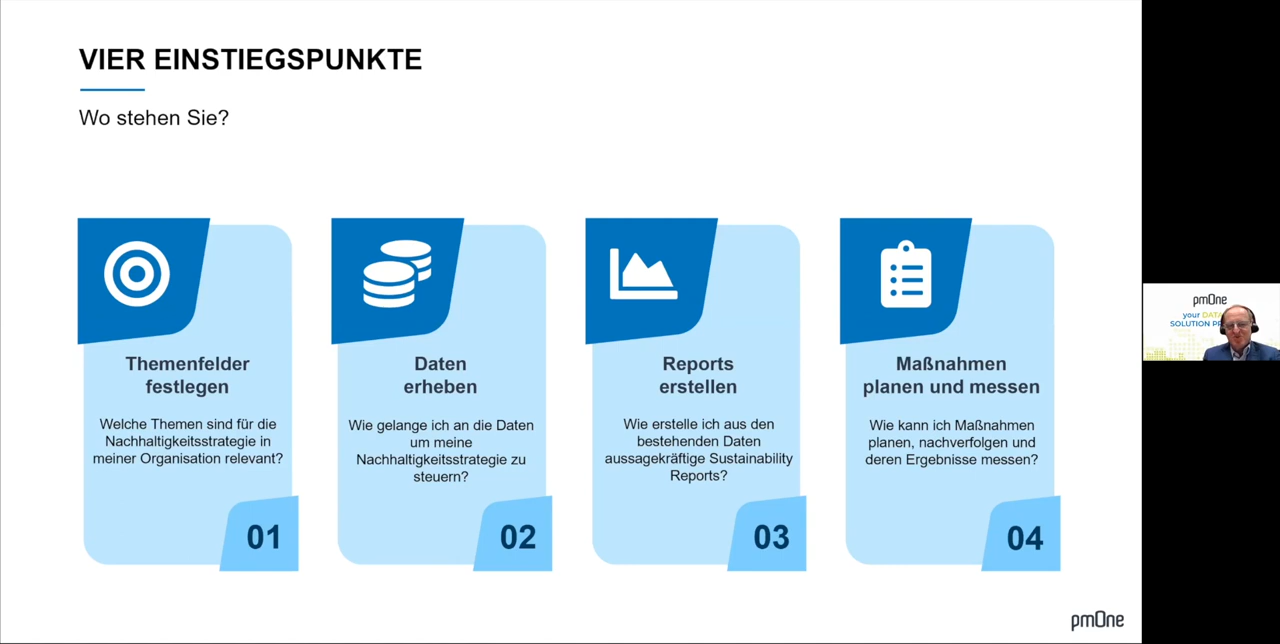 VIER EINSTIEGSPUNKTE
Wo stehen Sie?
Themenfelder
festlegen
Welche Themen sind für die
Nachhaltigkeitsstrategie in
meiner Organisation relevant?
01
Daten
erheben
Wie gelange ich an die Daten
um meine
Nachhaltigkeitsstrategie zu
steuern?
02
Reports
erstellen
Wie erstelle ich aus den
bestehenden Daten
aussagekräftige Sustainability
Reports?
03
Maßnahmen
planen und messen
Wie kann ich Maßnahmen
planen, nachverfolgen und
deren Ergebnisse messen?
04
pmOne
pmOne
your DATA
SOLUTION